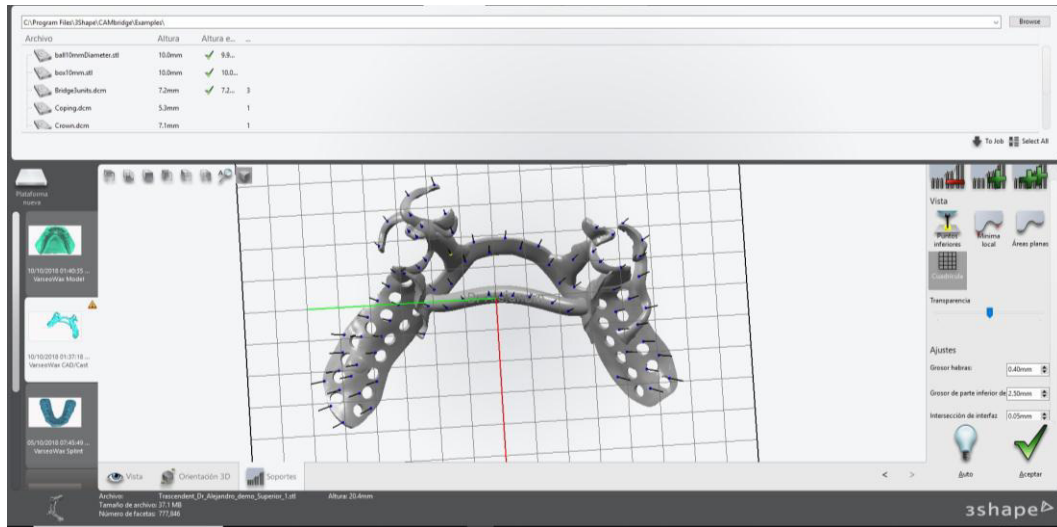 C:\Program Files\3Shape\CAMbridge\Examples\
Browse
Archivo Altura Altura e... ...
ball10mmDiameter.stl 10.0mm 9.9...
box10mm.stl 10.0mm 10.0...
Bridge3units.dcm 7.2mm 7.2... 3
Coping.dcm 5.3mm 1
Crown.dcm 7.1mm 1
To Job Select All
Plataforma
nueva
10/10/2018 01:40:35 ...
VarseoWax Model
10/10/2018 01:37:18 ...
VarseoWax CAD/Cast
05/10/2018 07:45:49 ...
VarseoWax Splint
Vista
Puntos
inferiores
Mínima
local
Áreas planes
Cuadrícula
Transparencia
Ajustes
Grosor hebras: 0.40mm
Grosor de parte inferior de 2.50mm
Intersección de interfaz 0.05mm
Auto
Aceptar
Vista Orientación 3D Soportes < >
Archivo: Trascendent_Dr_Alejandro_demo_Superior_1.stl Altura: 20.4mm
Tamaño de archivo: 37.1 MB
Número de facetas: 777,846
3shape